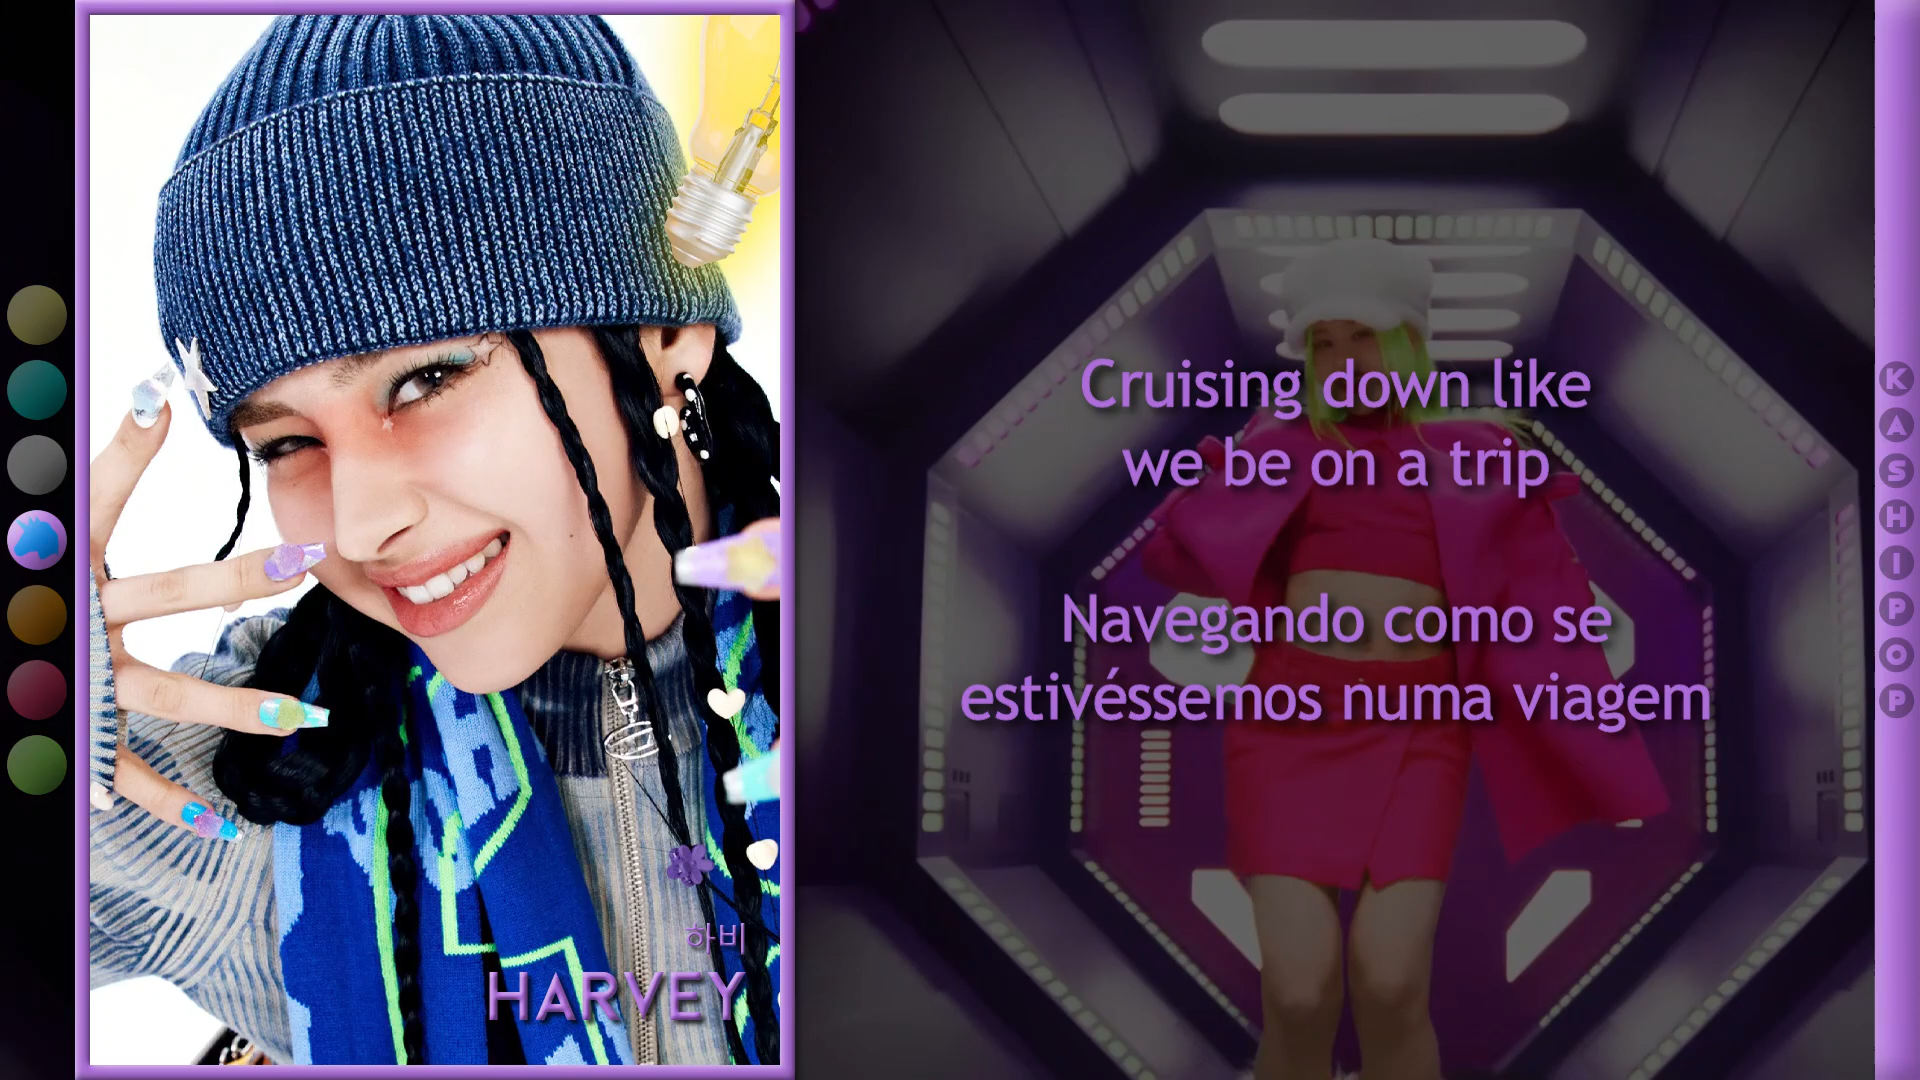 하비
HARVEY
Cruising down like
we be on a trip
Navegando como se
estivéssemos numa viagem
KASHIPOP